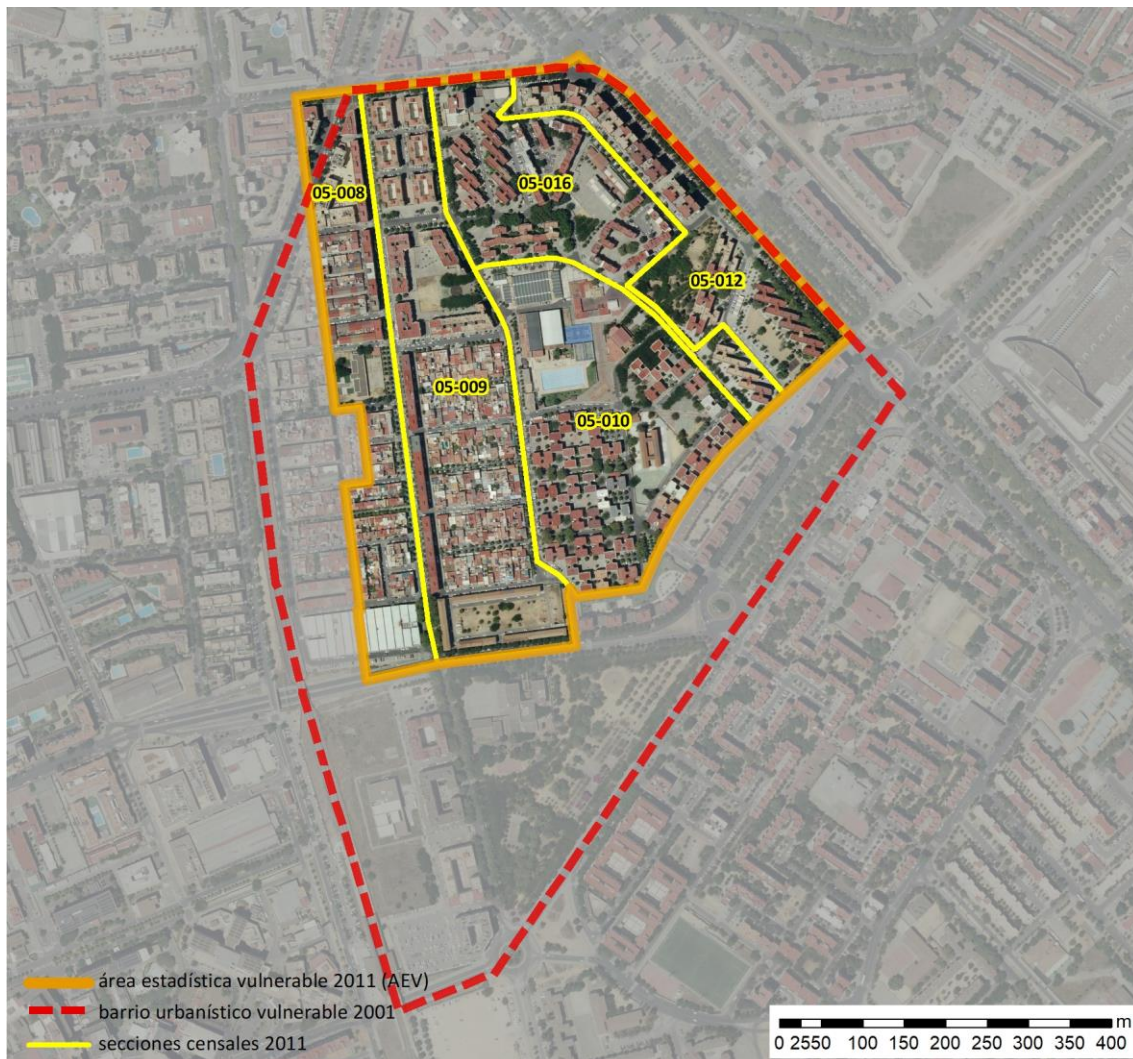 05-008
05-016
05-012
05-009
05-010
área estadística vulnerable 2011 (AEV)
barrio urbanístico vulnerable 2001
secciones censales 2011
m
0 2550 100 150 200 250 300 350 400